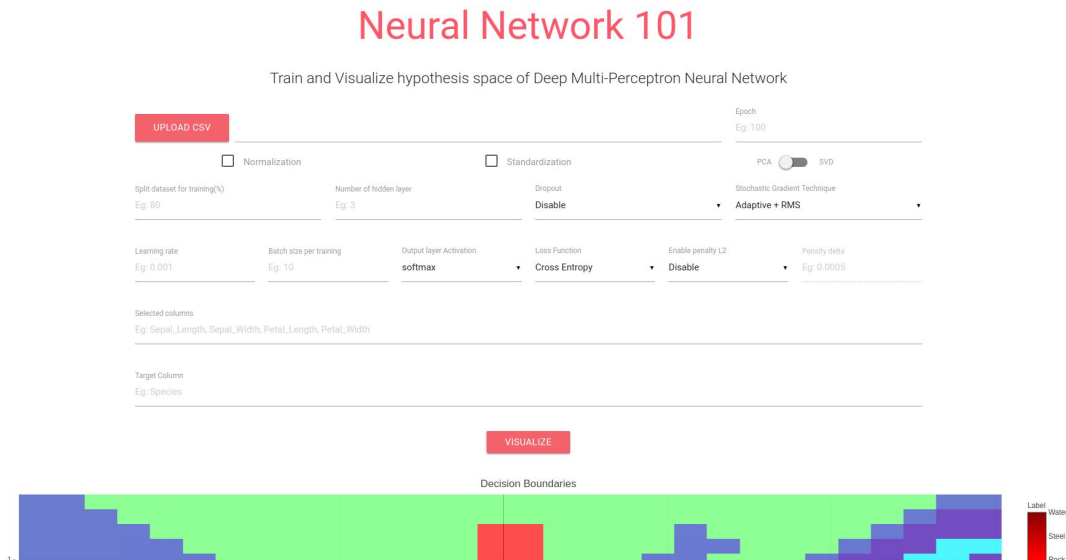 Neural Network 101
Train and Visualize hypothesis space of Deep Multi-Perceptron Neural Network
UPLOAD CSV
Epoch
Eg: 100
Normalization
Standardization
PCA SVD
Split dataset for training(%)
Number of hidden layer
Dropout
Stochastic Gradient Technique
Eg: 80
Eg: 3
Disable
Adaptive + RMS
Learning rate
Batch size per training
Output layer Activation
Loss Function
Enable penalty L2
Penalty delta
Eg: 0.001
Eg: 10
softmax
Cross Entropy
Disable
Eg: 0.0005
Selected columns
Eg: Sepal_Length, Sepal_Width, Petal_Length, Petal_Width
Target Column
Eg: Species
VISUALIZE
Decision Boundaries
Label
Water
Steel
Rock
1